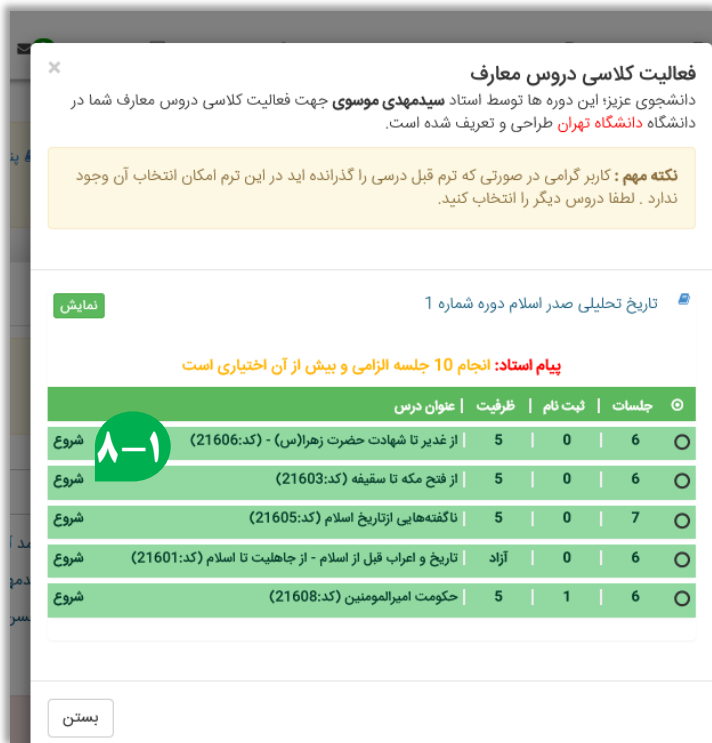 ×
فعالیت کلاسی دروس معارف
دانشجوی عزیز؛ این دوره ها توسط استاد سیدمهدی موسوی جهت فعالیت کلاسی دروس معارف شما در
دانشگاه دانشگاه تهران طراحی و تعریف شده است.
نکته مهم : کاربر گرامی در صورتی که ترم قبل درسی را گذرانده اید در این ترم امکان انتخاب آن وجود
ندارد . لطفا دروس دیگر را انتخاب کنید.
تاریخ تحلیلی صدر اسلام دوره شماره 1 نمایش
پیام استاد: انجام 10 جلسه الزامی و بیش از آن اختیاری است
جلسات | ثبت نام | ظرفیت | عنوان درس
6 | 0 | 5 | از غدیر تا شهادت حضرت زهرا(س) - (کد:21606) شروع
۸-۱
6 | 0 | 5 | از فتح مکه تا سقیفه (کد:21603) شروع
7 | 0 | 5 | ناگفته‌هایی ازتاریخ اسلام (کد:21605) شروع
6 | 0 | آزاد | تاریخ و اعراب قبل از اسلام - از جاهلیت تا اسلام (کد:21601) شروع
6 | 1 | 5 | حکومت امیرالمومنین (کد:21608) شروع
بستن